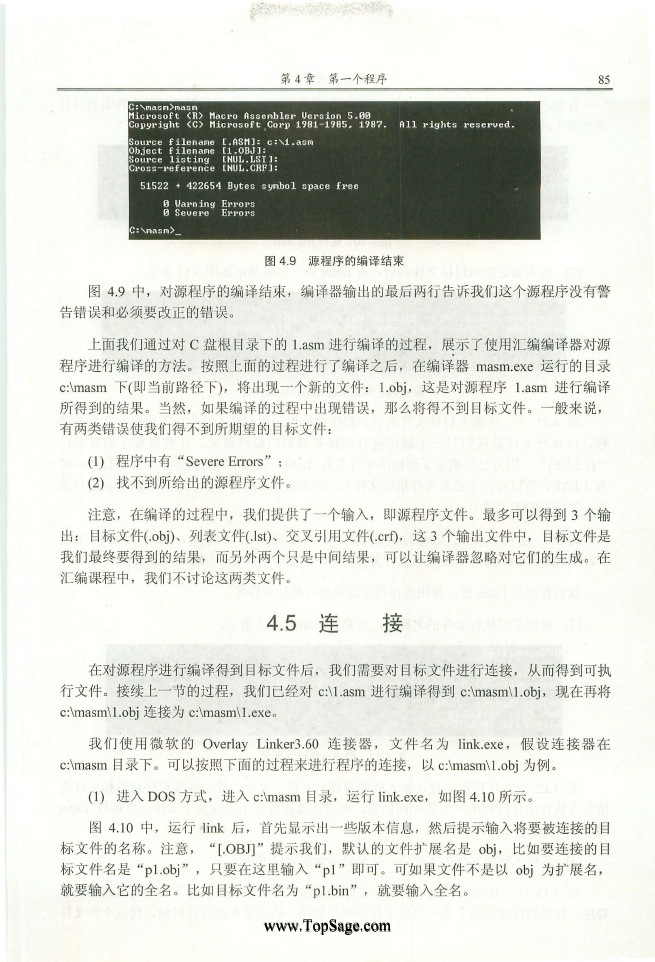 第 4 章 第一个程序
85
C:\masm>masm
Microsoft (R) Macro Assembler Version 5.00
Copyright (C) Microsoft Corp 1981-1985, 1987.  All rights reserved.
Source filename [.ASM]: c:\1.asm
Object filename [1.OBJ]:
Source listing  [NUL.LST]:
Cross-reference [NUL.CRF]:
51522 + 422654 Bytes symbol space free
0 Warning Errors
0 Severe  Errors
C:\masm>_
图 4.9 源程序的编译结束
图 4.9 中，对源程序的编译结束，编译器输出的最后两行告诉我们这个源程序没有警
告错误和必须要改正的错误。
上面我们通过对 C 盘根目录下的 1.asm 进行编译的过程，展示了使用汇编编译器对源
程序进行编译的方法。按照上面的过程进行了编译之后，在编译器 masm.exe 运行的目录
c:\masm 下(即当前路径下)，将出现一个新的文件：1.obj，这是对源程序 1.asm 进行编译
所得到的结果。当然，如果编译的过程中出现错误，那么将得不到目标文件。一般来说，
有两类错误使我们得不到所期望的目标文件：
(1) 程序中有“Severe Errors”；
(2) 找不到所给出的源程序文件。
注意，在编译的过程中，我们提供了一个输入，即源程序文件。最多可以得到 3 个输
出：目标文件(.obj)、列表文件(.lst)、交叉引用文件(.crf)，这 3 个输出文件中，目标文件是
我们最终要得到的结果，而另外两个只是中间结果，可以让编译器忽略对它们的生成。在
汇编课程中，我们不讨论这两类文件。
4.5 连 接
在对源程序进行编译得到目标文件后，我们需要对目标文件进行连接，从而得到可执
行文件。接续上一节的过程，我们已经对 c:\1.asm 进行编译得到 c:\masm\1.obj，现在再将
c:\masm\1.obj 连接为 c:\masm\1.exe。
我们使用微软的 Overlay Linker3.60 连接器，文件名为 link.exe，假设连接器在
c:\masm 目录下。可以按照下面的过程来进行程序的连接，以 c:\masm\1.obj 为例。
(1) 进入 DOS 方式，进入 c:\masm 目录，运行 link.exe，如图 4.10 所示。
图 4.10 中，运行 link 后，首先显示出一些版本信息，然后提示输入将要被连接的目
标文件的名称。注意，“[.OBJ]”提示我们，默认的文件扩展名是 obj，比如要连接的目
标文件名是“p1.obj”，只要在这里输入“p1”即可。可如果文件不是以 obj 为扩展名，
就要输入它的全名。比如目标文件名为“p1.bin”，就要输入全名。
www.TopSage.com